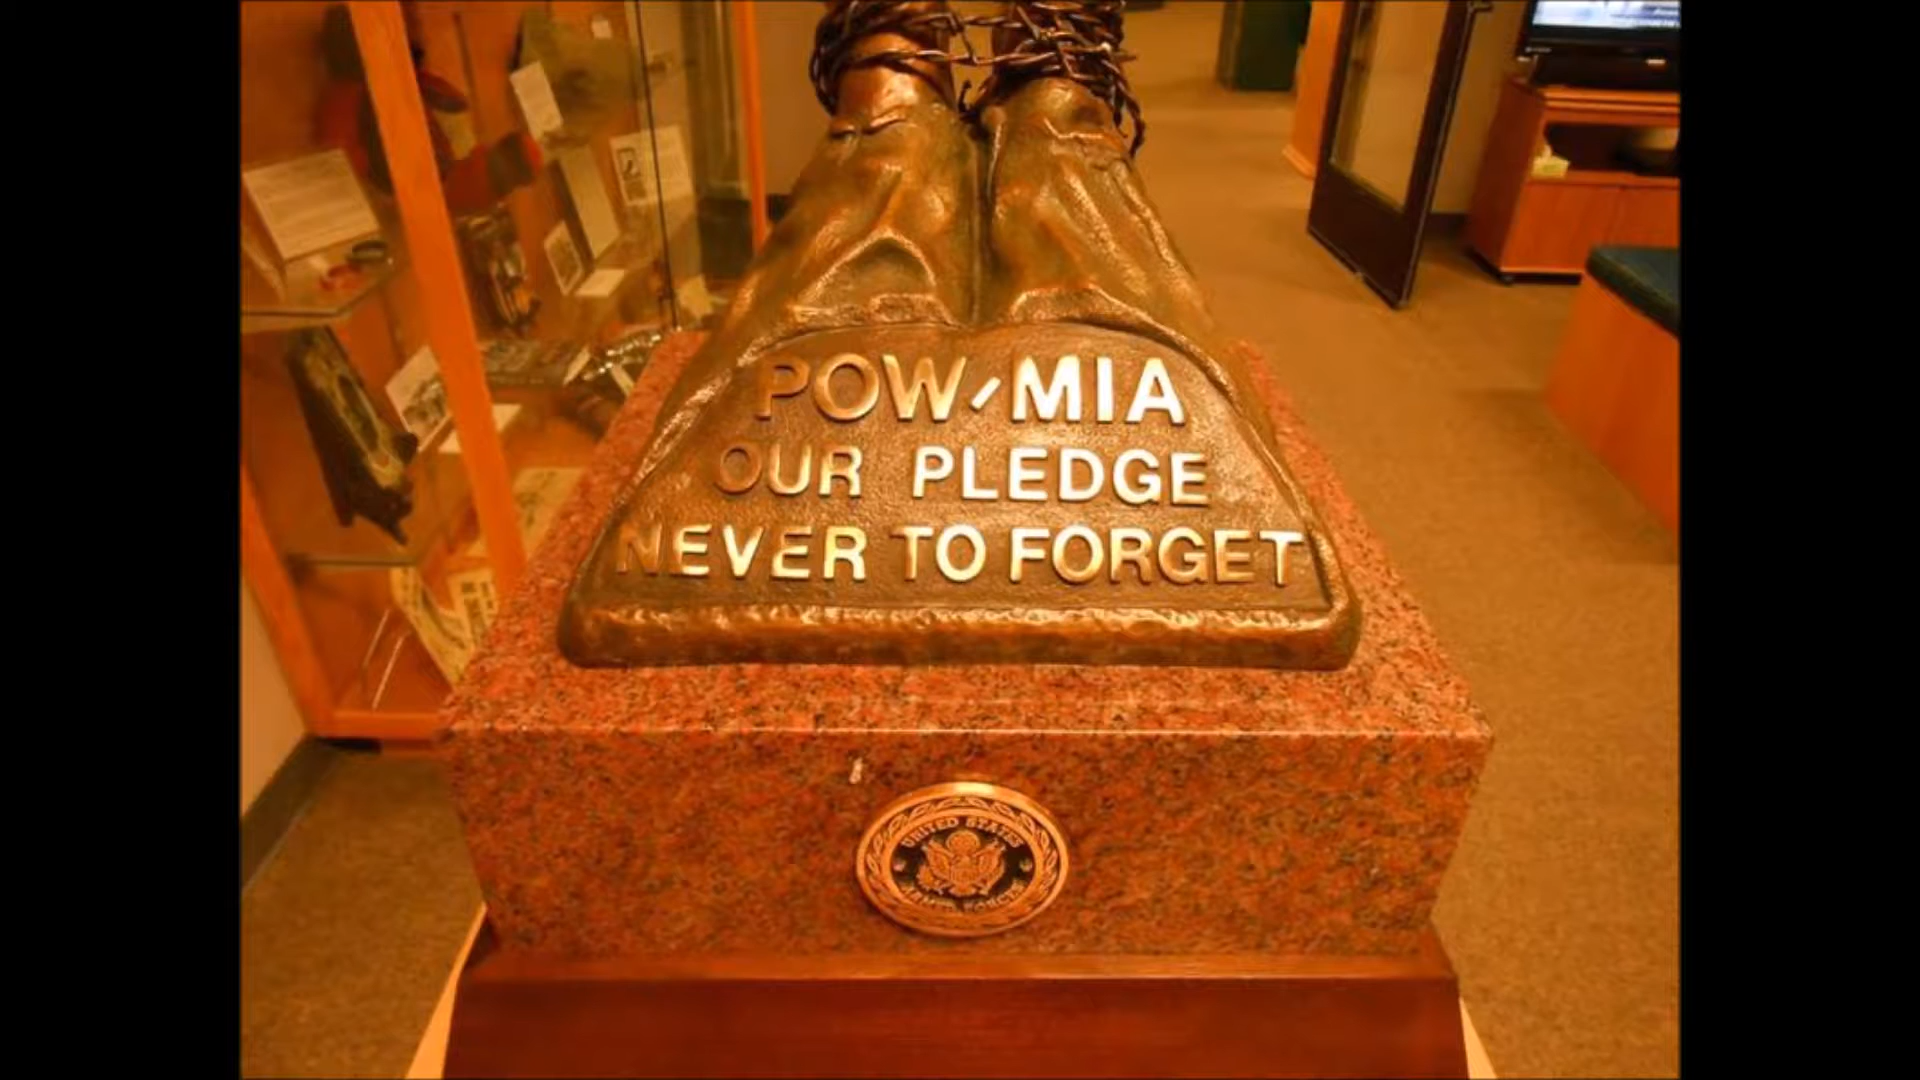 POW/MIA
OUR PLEDGE
NEVER TO FORGET
UNITED STATES
ARMED FORCES